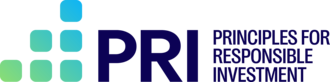 PRI
PRINCIPLES FOR
RESPONSIBLE
INVESTMENT